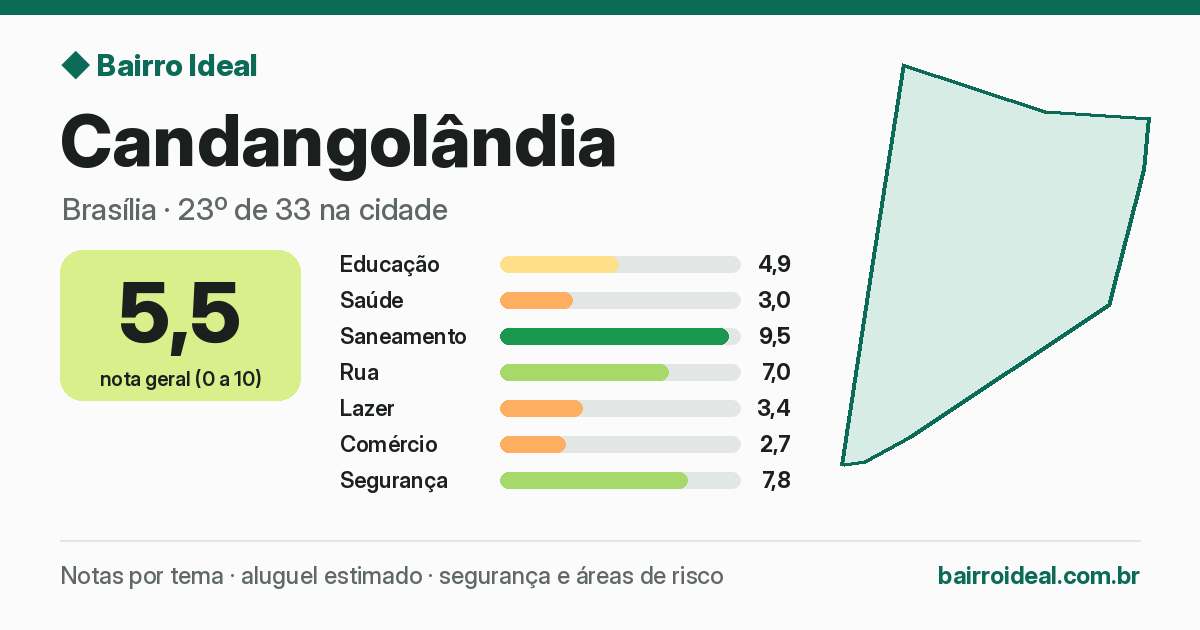 Bairro Ideal
Candangolândia
Brasília · 23º de 33 na cidade
5,5
nota geral (0 a 10)
Educação 4,9
Saúde 3,0
Saneamento 9,5
Rua 7,0
Lazer 3,4
Comércio 2,7
Segurança 7,8
Notas por tema · aluguel estimado · segurança e áreas de risco
bairroideal.com.br